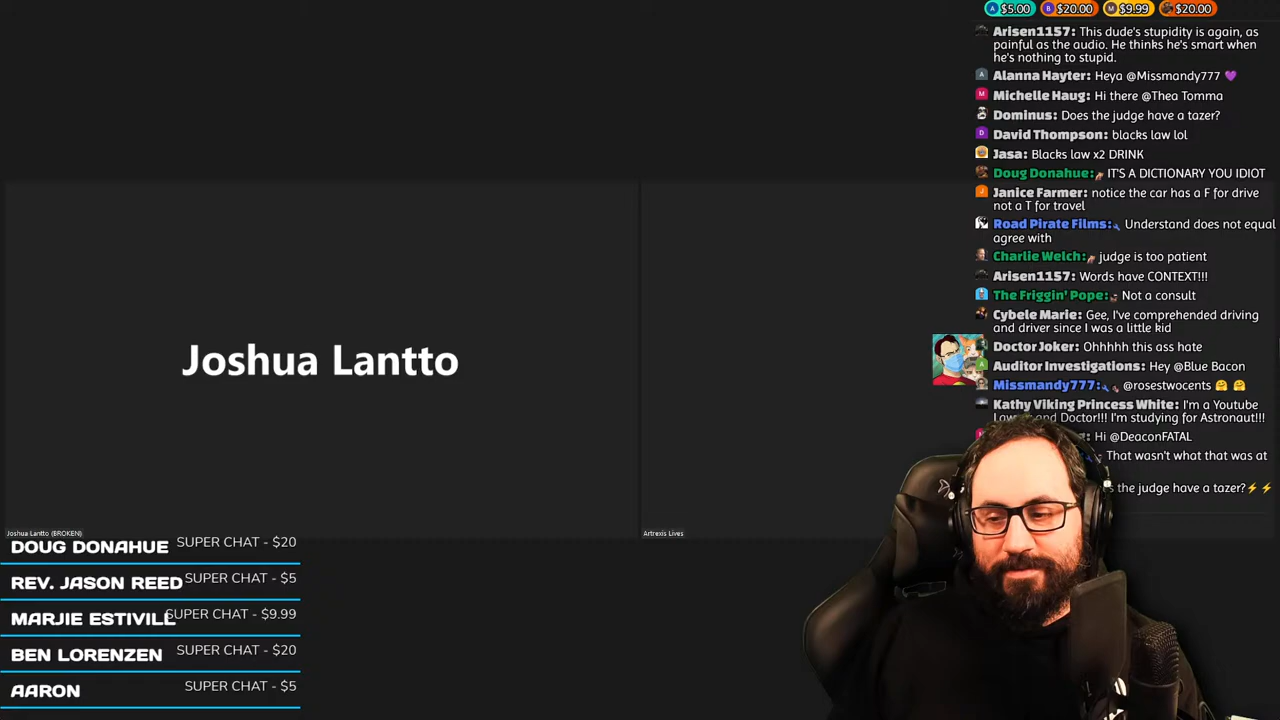 $5.00 $20.00 $9.99 $20.00
Arisen1157: This dude's stupidity is again, as
painful as the audio. He thinks he's smart when
he's nothing to stupid.
Alanna Hayter: Heya @Missmandy777 💜
Michelle Haug: Hi there @Thea Tomma
Dominus: Does the judge have a tazer?
David Thompson: blacks law lol
Jasa: Blacks law x2 DRINK
Doug Donahue: IT'S A DICTIONARY YOU IDIOT
Janice Farmer: notice the car has a F for drive
not a T for travel
Road Pirate Films: Understand does not equal
agree with
Charlie Welch: judge is too patient
Arisen1157: Words have CONTEXT!!!
The Friggin' Pope: Not a consult
Cybele Marie: Gee, I've comprehended driving
and driver since I was a little kid
Doctor Joker: Ohhhhh this ass hate
Auditor Investigations: Hey @Blue Bacon
Missmandy777: @rosestwocents 🤗 🤗
Kathy Viking Princess White: I'm a Youtube
and Doctor!!! I'm studying for Astronaut!!!
Hi @DeaconFATAL
That wasn't what that was at
the judge have a tazer?⚡⚡
Joshua Lantto
Joshua Lantto (BROKEN)
Artrexis Lives
DOUG DONAHUE SUPER CHAT - $20
REV. JASON REED SUPER CHAT - $5
MARJIE ESTIVILL SUPER CHAT - $9.99
BEN LORENZEN SUPER CHAT - $20
AARON SUPER CHAT - $5